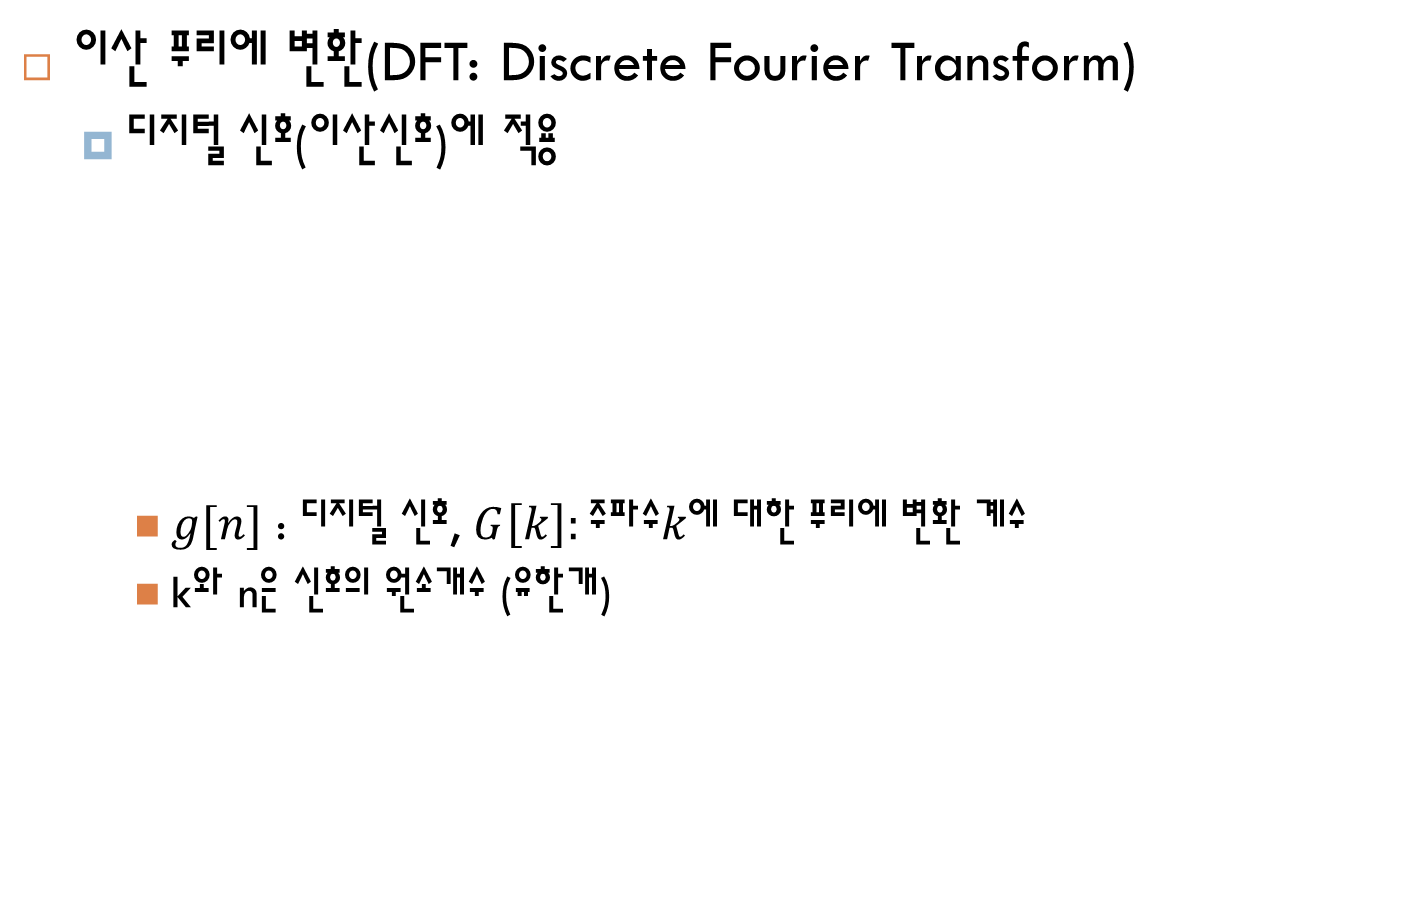 이산 푸리에 변환(DFT: Discrete Fourier Transform)
디지털 신호(이산신호)에 적용
g[n] : 디지털 신호, G[k]: 주파수k에 대한 푸리에 변환 계수
k와 n은 신호의 원소개수 (유한개)